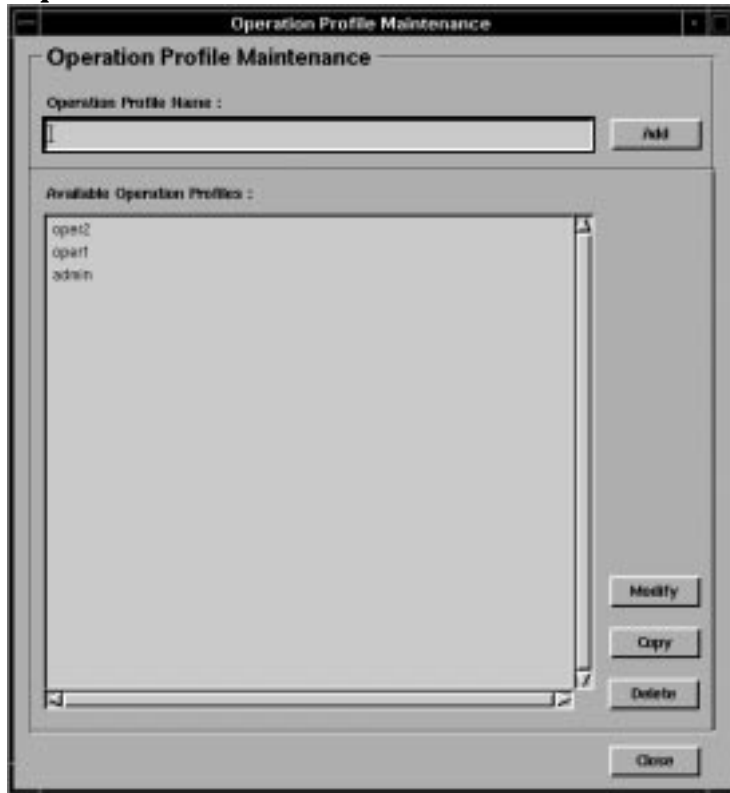 Operation Profile Maintenance
Operation Profile Maintenance
Operation Profile Name :
Add
Available Operation Profiles :
oper2
oper1
admin
Modify
Copy
Delete
Close